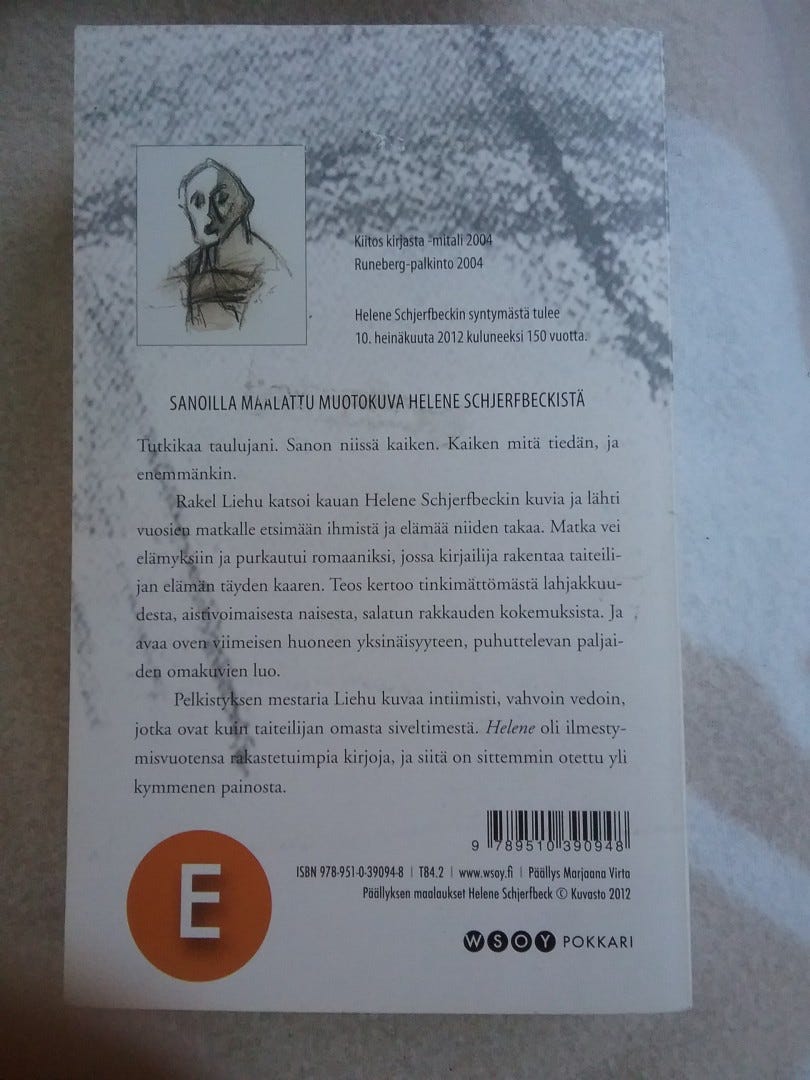 Kiitos kirjasta -mitali 2004
Runeberg-palkinto 2004
Helene Schjerfbeckin syntymästä tulee
10. heinäkuuta 2012 kuluneeksi 150 vuotta.
SANOILLA MAALATTU MUOTOKUVA HELENE SCHJERFBECKISTÄ
Tutkikaa taulujani. Sanon niissä kaiken. Kaiken mitä tiedän, ja
enemmänkin.
Rakel Liehu katsoi kauan Helene Schjerfbeckin kuvia ja lähti
vuosien matkalle etsimään ihmistä ja elämää niiden takaa. Matka vei
elämyksiin ja purkautui romaaniksi, jossa kirjailija rakentaa taiteili-
jan elämän täyden kaaren. Teos kertoo tinkimättömästä lahjakkuu-
desta, aistivoimaisesta naisesta, salatun rakkauden kokemuksista. Ja
avaa oven viimeisen huoneen yksinäisyyteen, puhuttelevan paljai-
den omakuvien luo.
Pelkistyksen mestaria Liehu kuvaa intiimisti, vahvoin vedoin,
jotka ovat kuin taiteilijan omasta siveltimestä. Helene oli ilmesty-
misvuotensa rakastetuimpia kirjoja, ja siitä on sittemmin otettu yli
kymmenen painosta.
9 789510 390948
ISBN 978-951-0-39094-8 | T84.2 | www.wsoy.fi | Päällys Marjaana Virta
Päällyksen maalaukset Helene Schjerfbeck © Kuvasto 2012
E
WSOY POKKARI